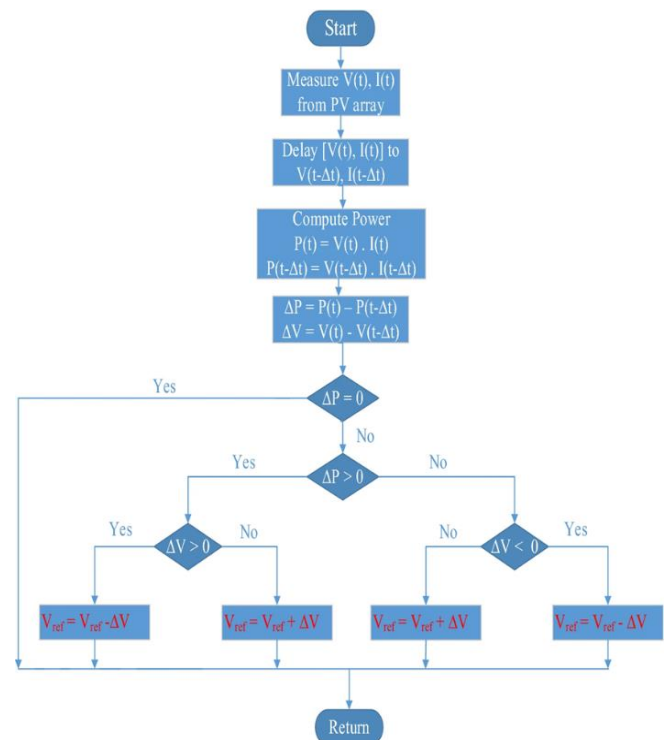 Start
Measure V(t), I(t)
from PV array
Delay [V(t), I(t)] to
V(t-Δt), I(t-Δt)
Compute Power
P(t) = V(t) . I(t)
P(t-Δt) = V(t-Δt) . I(t-Δt)
ΔP = P(t) – P(t-Δt)
ΔV = V(t) - V(t-Δt)
Yes
ΔP = 0
No
Yes
ΔP > 0
No
Yes
ΔV > 0
No
No
ΔV < 0
Yes
Vref = Vref -ΔV
Vref = Vref + ΔV
Vref = Vref + ΔV
Vref = Vref - ΔV
Return